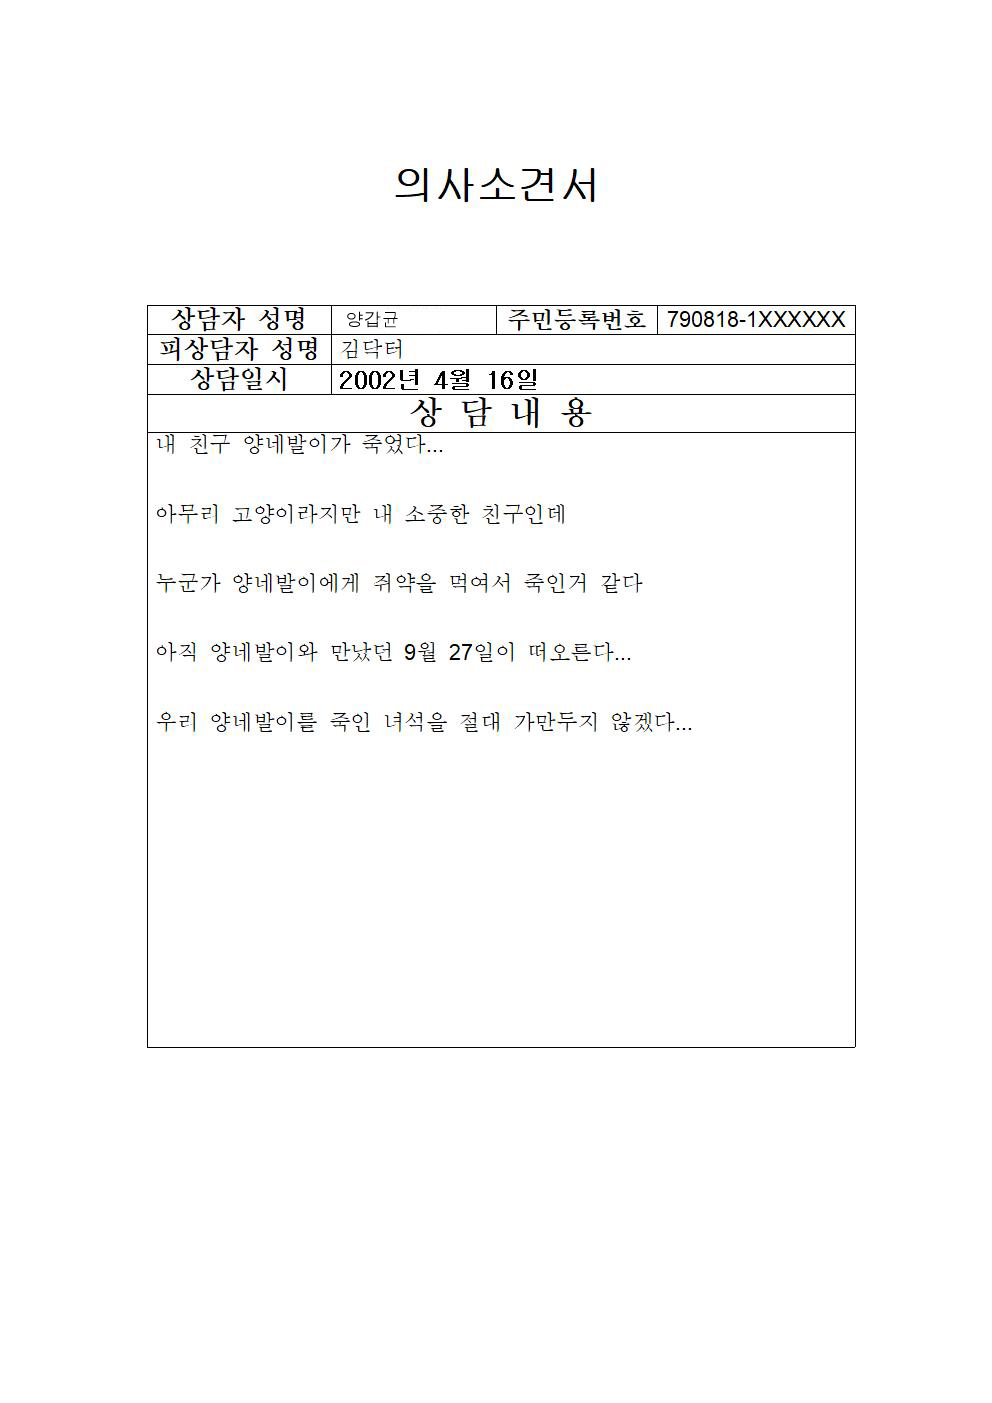 의사소견서
상담자 성명 양갑균 주민등록번호 790818-1XXXXXX
피상담자 성명 김닥터
상담일시 2002년 4월 16일
상 담 내 용
내 친구 양네발이가 죽었다...
아무리 고양이라지만 내 소중한 친구인데
누군가 양네발이에게 쥐약을 먹여서 죽인거 같다
아직 양네발이와 만났던 9월 27일이 떠오른다...
우리 양네발이를 죽인 녀석을 절대 가만두지 않겠다...